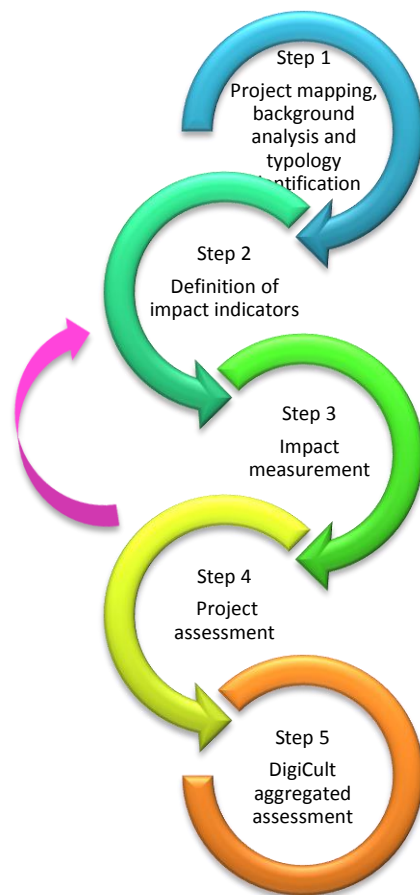 Step 1
Project mapping,
background
analysis and
typology
identification
Step 2
Definition of
impact indicators
Step 3
Impact
measurement
Step 4
Project
assessment
Step 5
DigiCult
aggregated
assessment